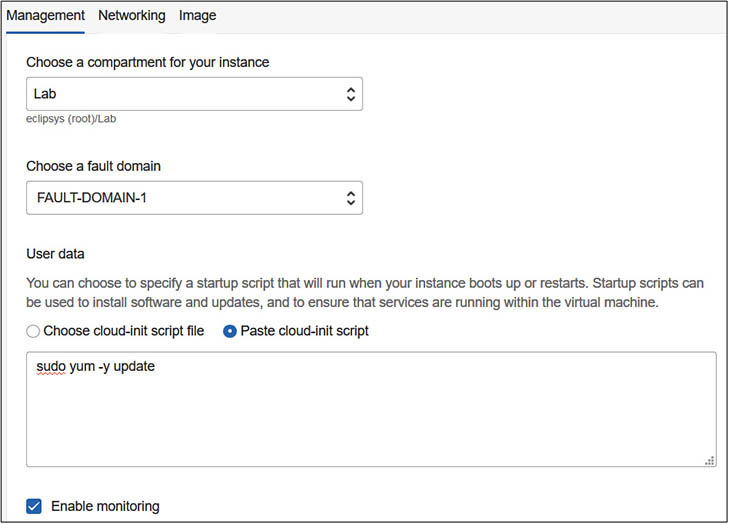 Management Networking Image
Choose a compartment for your instance
Lab
eclipsys (root)/Lab
Choose a fault domain
FAULT-DOMAIN-1
User data
You can choose to specify a startup script that will run when your instance boots up or restarts. Startup scripts can
be used to install software and updates, and to ensure that services are running within the virtual machine.
Choose cloud-init script file Paste cloud-init script
sudo yum -y update
Enable monitoring